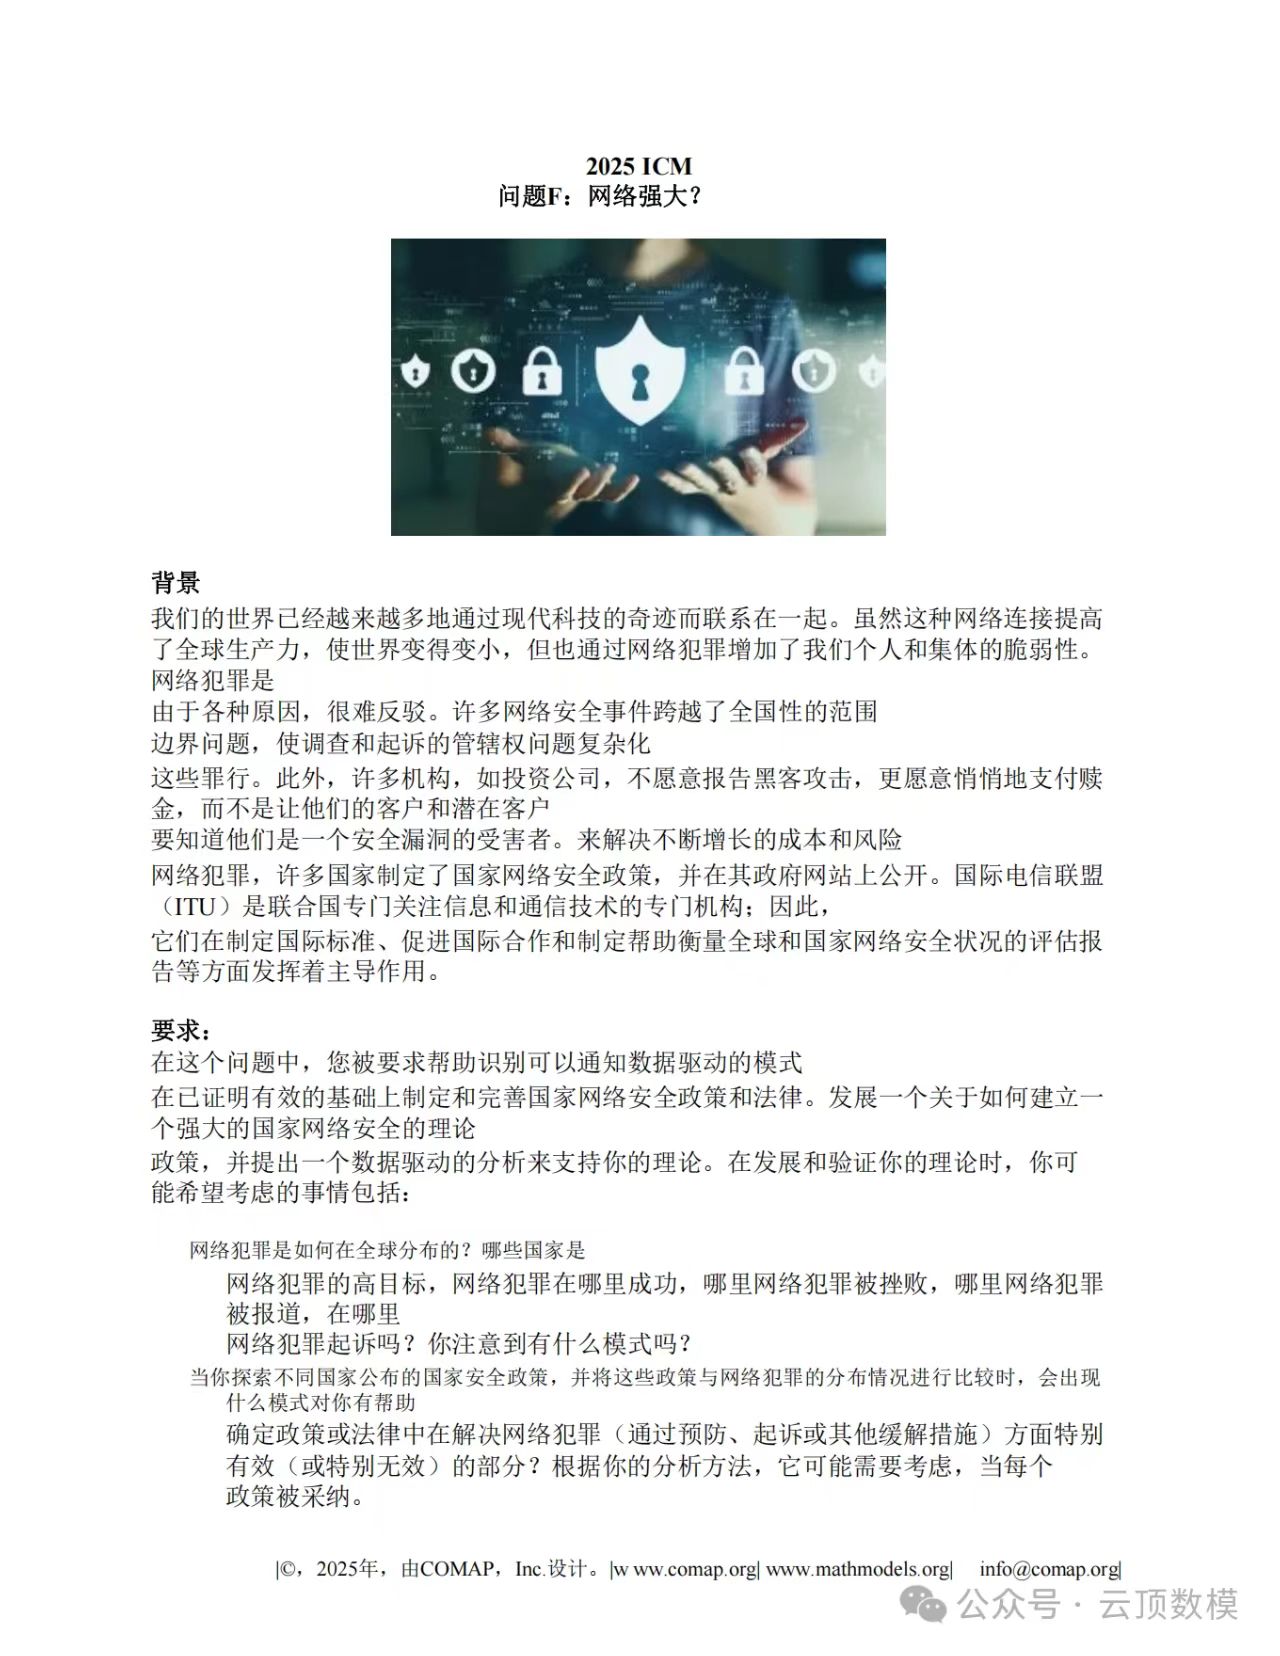 2025 ICM
问题F：网络强大？
背景
我们的世界已经越来越多地通过现代科技的奇迹而联系在一起。虽然这种网络连接提高
了全球生产力，使世界变得变小，但也通过网络犯罪增加了我们个人和集体的脆弱性。
网络犯罪是
由于各种原因，很难反驳。许多网络安全事件跨越了全国性的范围
边界问题，使调查和起诉的管辖权问题复杂化
这些罪行。此外，许多机构，如投资公司，不愿意报告黑客攻击，更愿意悄悄地支付赎
金，而不是让他们的客户和潜在客户
要知道他们是一个安全漏洞的受害者。来解决不断增长的成本和风险
网络犯罪，许多国家制定了国家网络安全政策，并在其政府网站上公开。国际电信联盟
（ITU）是联合国专门关注信息和通信技术的专门机构；因此，
它们在制定国际标准、促进国际合作和制定帮助衡量全球和国家网络安全状况的评估报
告等方面发挥着主导作用。
要求：
在这个问题中，您被要求帮助识别可以通知数据驱动的模式
在已证明有效的基础上制定和完善国家网络安全政策和法律。发展一个关于如何建立一
个强大的国家网络安全的理论
政策，并提出一个数据驱动的分析来支持你的理论。在发展和验证你的理论时，你可
能希望考虑的事情包括：
网络犯罪是如何在全球分布的？哪些国家是
网络犯罪的高目标，网络犯罪在哪里成功，哪里网络犯罪被挫败，哪里网络犯罪
被报道，在哪里
网络犯罪起诉吗？你注意到有什么模式吗？
当你探索不同国家公布的国家安全政策，并将这些政策与网络犯罪的分布情况进行比较时，会出现
什么模式对你有帮助
确定政策或法律中在解决网络犯罪（通过预防、起诉或其他缓解措施）方面特别
有效（或特别无效）的部分？根据你的分析方法，它可能需要考虑，当每个
政策被采纳。
|©，2025年，由COMAP，Inc.设计。|w ww.comap.org| www.mathmodels.org| info@comap.org|
公众号 · 云顶数模